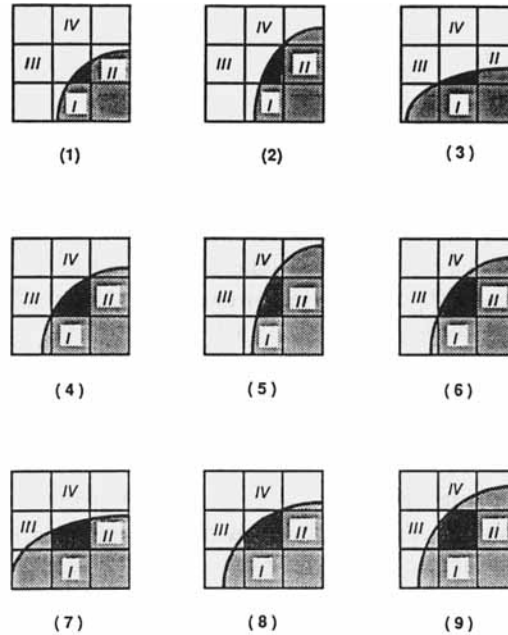 IV IV IV
III II III II III II
I I I
(1) (2) (3)
IV IV IV
III II III II III II
I I I
(4) (5) (6)
IV IV IV
III II III II III II
I I I
(7) (8) (9)